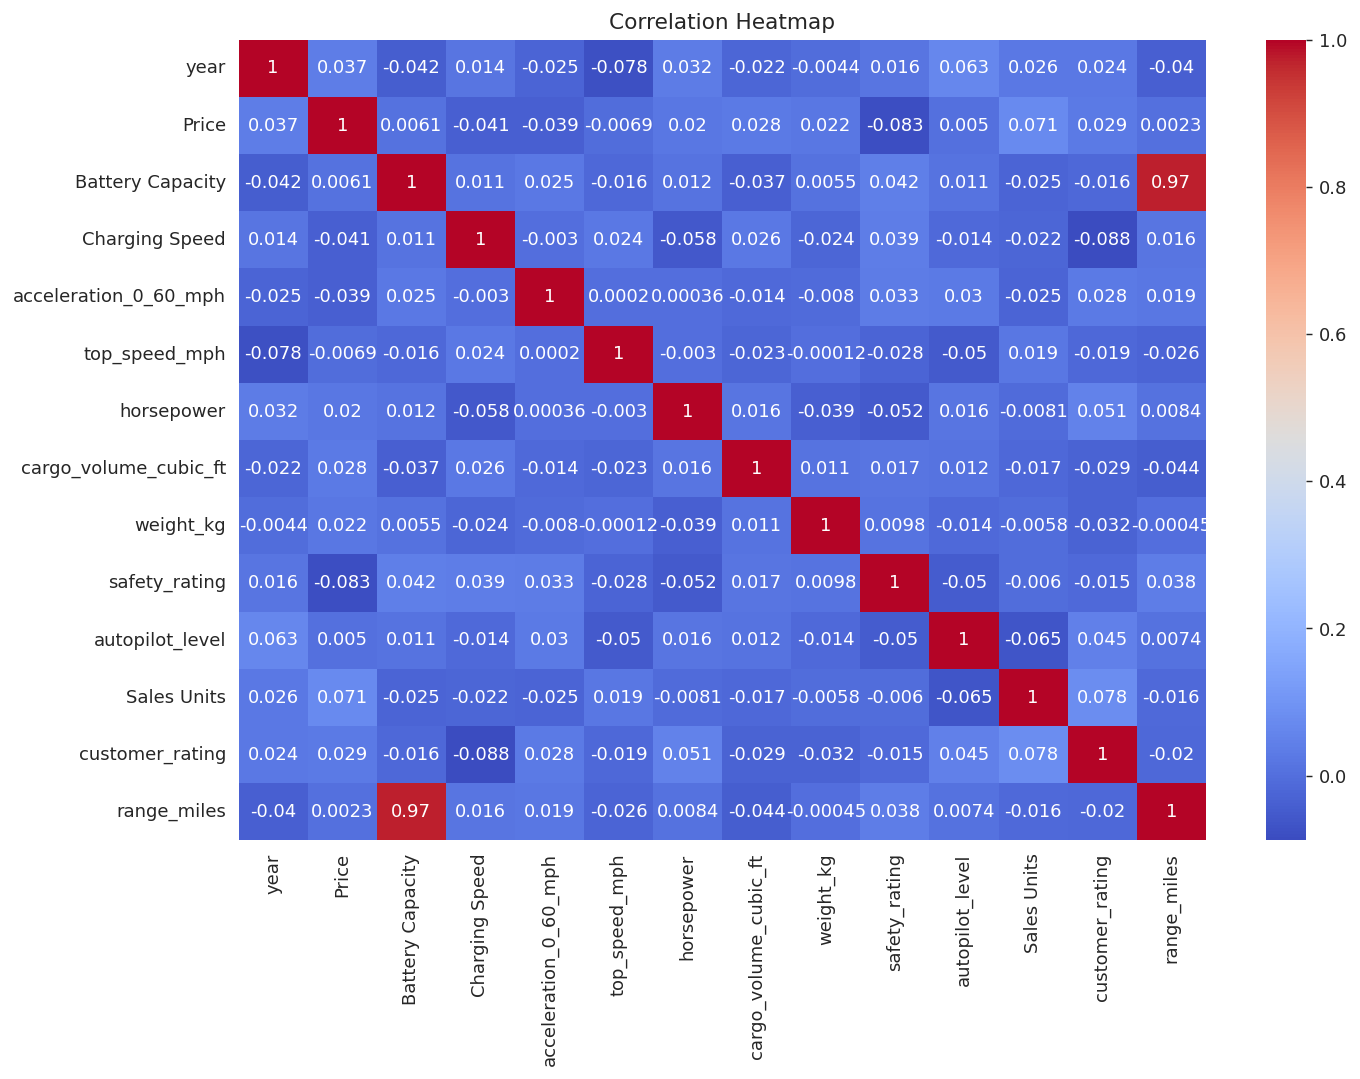 Correlation Heatmap
year 1 0.037 -0.042 0.014 -0.025 -0.078 0.032 -0.022 -0.0044 0.016 0.063 0.026 0.024 -0.04
Price 0.037 1 0.0061 -0.041 -0.039 -0.0069 0.02 0.028 0.022 -0.083 0.005 0.071 0.029 0.0023
Battery Capacity -0.042 0.0061 1 0.011 0.025 -0.016 0.012 -0.037 0.0055 0.042 0.011 -0.025 -0.016 0.97
Charging Speed 0.014 -0.041 0.011 1 -0.003 0.024 -0.058 0.026 -0.024 0.039 -0.014 -0.022 -0.088 0.016
acceleration_0_60_mph -0.025 -0.039 0.025 -0.003 1 0.0002 0.00036 -0.014 -0.008 0.033 0.03 -0.025 0.028 0.019
top_speed_mph -0.078 -0.0069 -0.016 0.024 0.0002 1 -0.003 -0.023 -0.00012 -0.028 -0.05 0.019 -0.019 -0.026
horsepower 0.032 0.02 0.012 -0.058 0.00036 -0.003 1 0.016 -0.039 -0.052 0.016 -0.0081 0.051 0.0084
cargo_volume_cubic_ft -0.022 0.028 -0.037 0.026 -0.014 -0.023 0.016 1 0.011 0.017 0.012 -0.017 -0.029 -0.044
weight_kg -0.0044 0.022 0.0055 -0.024 -0.008 -0.00012 -0.039 0.011 1 0.0098 -0.014 -0.0058 -0.032 -0.00045
safety_rating 0.016 -0.083 0.042 0.039 0.033 -0.028 -0.052 0.017 0.0098 1 -0.05 -0.006 -0.015 0.038
autopilot_level 0.063 0.005 0.011 -0.014 0.03 -0.05 0.016 0.012 -0.014 -0.05 1 -0.065 0.045 0.0074
Sales Units 0.026 0.071 -0.025 -0.022 -0.025 0.019 -0.0081 -0.017 -0.0058 -0.006 -0.065 1 0.078 -0.016
customer_rating 0.024 0.029 -0.016 -0.088 0.028 -0.019 0.051 -0.029 -0.032 -0.015 0.045 0.078 1 -0.02
range_miles -0.04 0.0023 0.97 0.016 0.019 -0.026 0.0084 -0.044 -0.00045 0.038 0.0074 -0.016 -0.02 1
year
Price
Battery Capacity
Charging Speed
acceleration_0_60_mph
top_speed_mph
horsepower
cargo_volume_cubic_ft
weight_kg
safety_rating
autopilot_level
Sales Units
customer_rating
range_miles
1.0
0.8
0.6
0.4
0.2
0.0